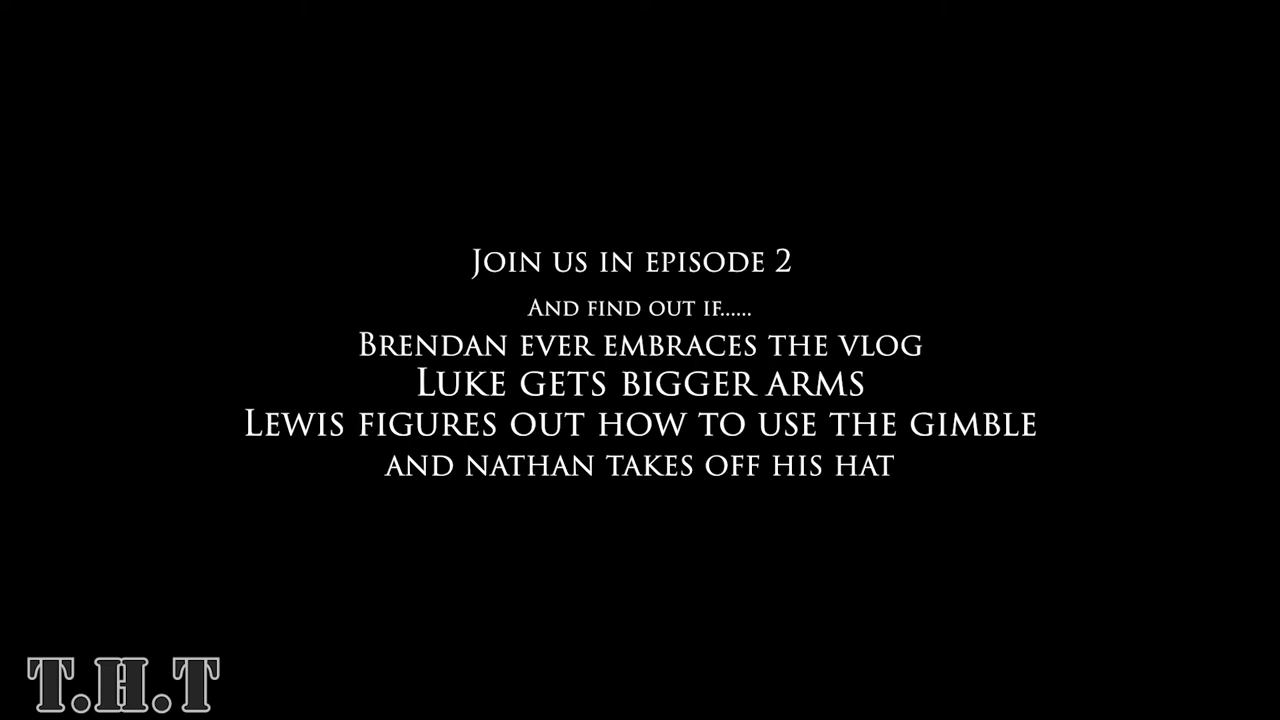 Join us in episode 2
And find out if......
Brendan ever embraces the vlog
Luke gets bigger arms
Lewis figures out how to use the gimble
and nathan takes off his hat
T.H.T